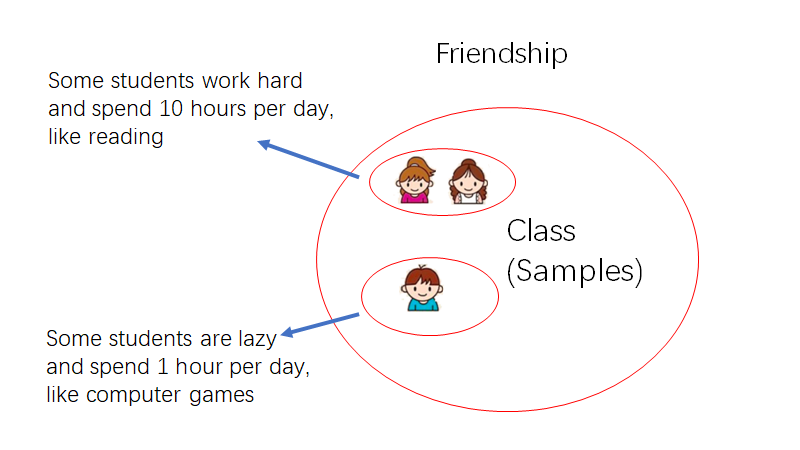 Friendship
Some students work hard
and spend 10 hours per day,
like reading
Class
(Samples)
Some students are lazy
and spend 1 hour per day,
like computer games